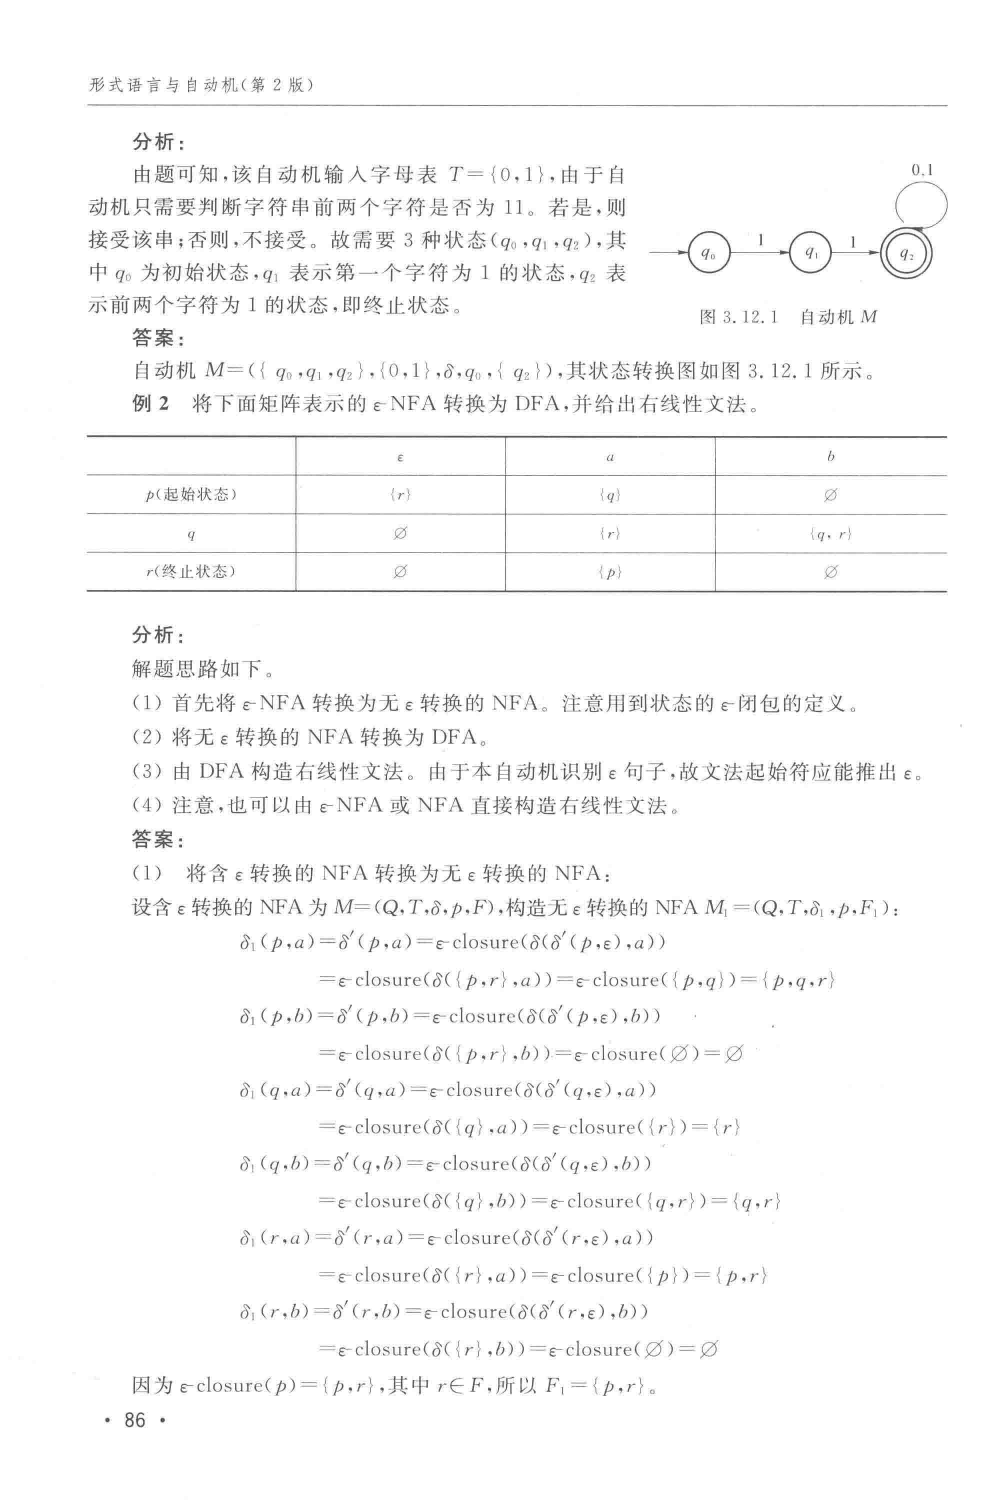 形式语言与自动机(第 2 版)
分析:
由题可知,该自动机输入字母表 T={0,1},由于自
动机只需要判断字符串前两个字符是否为 11。若是,则
接受该串;否则,不接受。故需要 3 种状态(q₀,q₁,q₂),其
中 q₀ 为初始状态,q₁ 表示第一个字符为 1 的状态,q₂ 表
示前两个字符为 1 的状态,即终止状态。
0,1
q₀ 1 q₁ 1 q₂
图 3.12.1 自动机 M
答案:
自动机 M=({ q₀,q₁,q₂},{0,1},δ,q₀,{ q₂}),其状态转换图如图 3.12.1 所示。
例 2 将下面矩阵表示的 ε-NFA 转换为 DFA,并给出右线性文法。
ε a b
p(起始状态) {r} {q} ∅
q ∅ {r} {q, r}
r(终止状态) ∅ {p} ∅
分析:
解题思路如下。
(1) 首先将 ε-NFA 转换为无 ε 转换的 NFA。注意用到状态的 ε-闭包的定义。
(2) 将无 ε 转换的 NFA 转换为 DFA。
(3) 由 DFA 构造右线性文法。由于本自动机识别 ε 句子,故文法起始符应能推出 ε。
(4) 注意,也可以由 ε-NFA 或 NFA 直接构造右线性文法。
答案:
(1) 将含 ε 转换的 NFA 转换为无 ε 转换的 NFA:
设含 ε 转换的 NFA 为 M=(Q,T,δ,p,F),构造无 ε 转换的 NFA M₁=(Q,T,δ₁,p,F₁):
δ₁(p,a)=δ′(p,a)=ε-closure(δ(δ′(p,ε),a))
=ε-closure(δ({p,r},a))=ε-closure({p,q})={p,q,r}
δ₁(p,b)=δ′(p,b)=ε-closure(δ(δ′(p,ε),b))
=ε-closure(δ({p,r},b))=ε-closure(∅)=∅
δ₁(q,a)=δ′(q,a)=ε-closure(δ(δ′(q,ε),a))
=ε-closure(δ({q},a))=ε-closure({r})={r}
δ₁(q,b)=δ′(q,b)=ε-closure(δ(δ′(q,ε),b))
=ε-closure(δ({q},b))=ε-closure({q,r})={q,r}
δ₁(r,a)=δ′(r,a)=ε-closure(δ(δ′(r,ε),a))
=ε-closure(δ({r},a))=ε-closure({p})={p,r}
δ₁(r,b)=δ′(r,b)=ε-closure(δ(δ′(r,ε),b))
=ε-closure(δ({r},b))=ε-closure(∅)=∅
因为 ε-closure(p)={p,r},其中 r∈F,所以 F₁={p,r}。
• 86 •